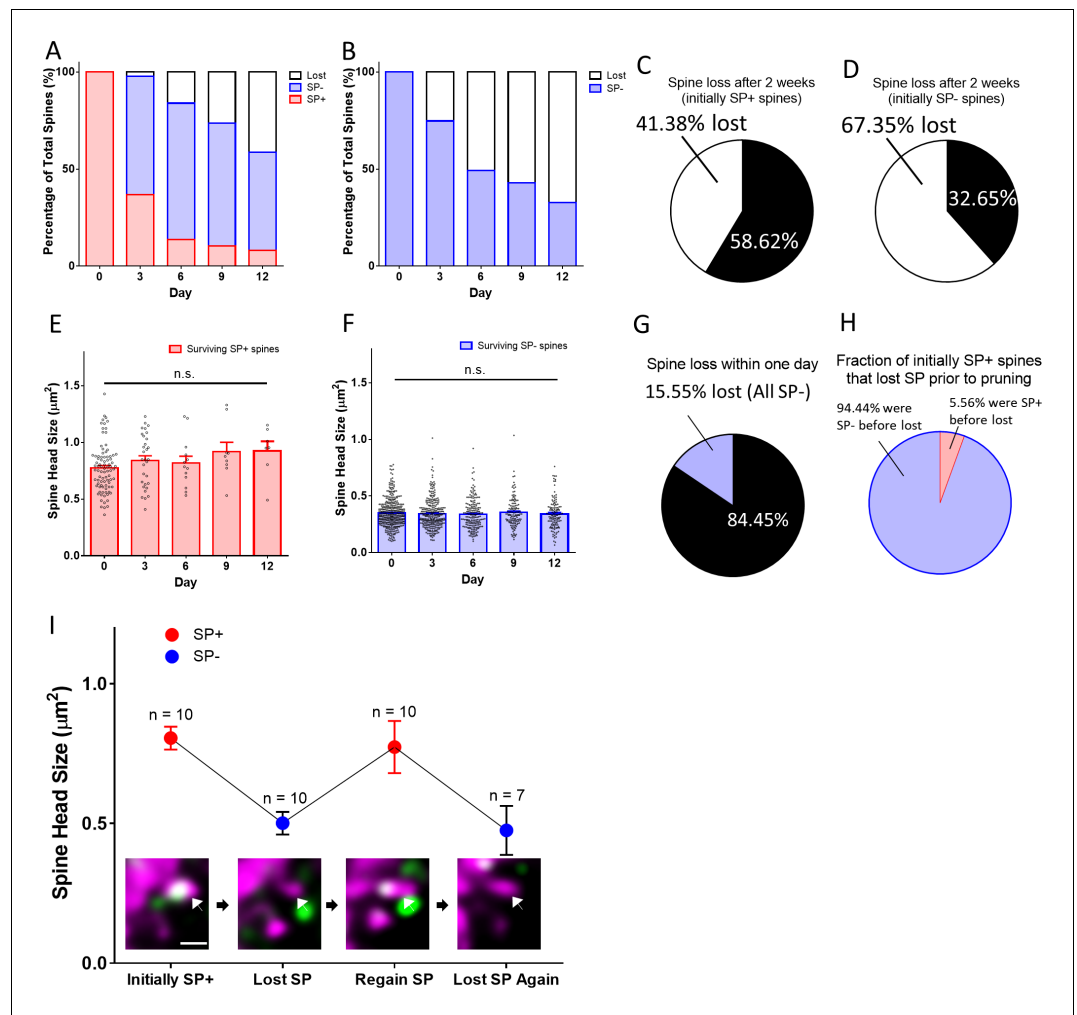 A
Percentage of Total Spines (%)
100
50
0
0 3 6 9 12
Day
Lost
SP-
SP+
B
Percentage of Total Spines (%)
100
50
0
0 3 6 9 12
Day
Lost
SP-
C
Spine loss after 2 weeks
(initially SP+ spines)
41.38% lost
58.62%
D
Spine loss after 2 weeks
(initial SP- spines)
67.35% lost
32.65%
E
Surviving SP+ spines
n.s.
Spine Head Size (μm²)
1.5
1.0
0.5
0.0
0 3 6 9 12
Day
F
Surviving SP- spines
n.s.
Spine Head Size (μm²)
1.5
1.0
0.5
0.0
0 3 6 9 12
Day
G
Spine loss within one day
15.55% lost (All SP-)
84.45%
H
Fraction of initially SP+ spines
that lost SP prior to pruning
94.44% were
SP- before lost
5.56% were SP+
before lost
I
SP+
SP-
Spine Head Size (μm²)
1.0
0.5
0.0
n = 10
n = 10
n = 10
n = 7
Initially SP+ Lost SP Regain SP Lost SP Again